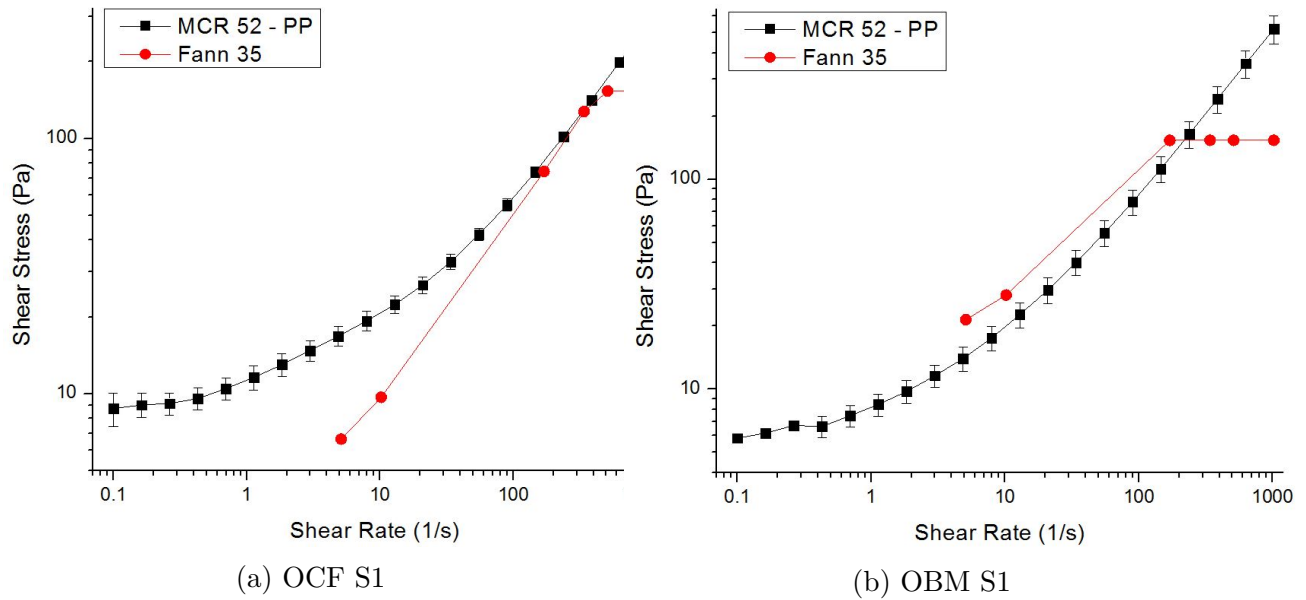 MCR 52 - PP
Fann 35
100
10
Shear Stress (Pa)
0.1
1
10
100
Shear Rate (1/s)
(a) OCF S1
MCR 52 - PP
Fann 35
100
10
Shear Stress (Pa)
0.1
1
10
100
1000
Shear Rate (1/s)
(b) OBM S1